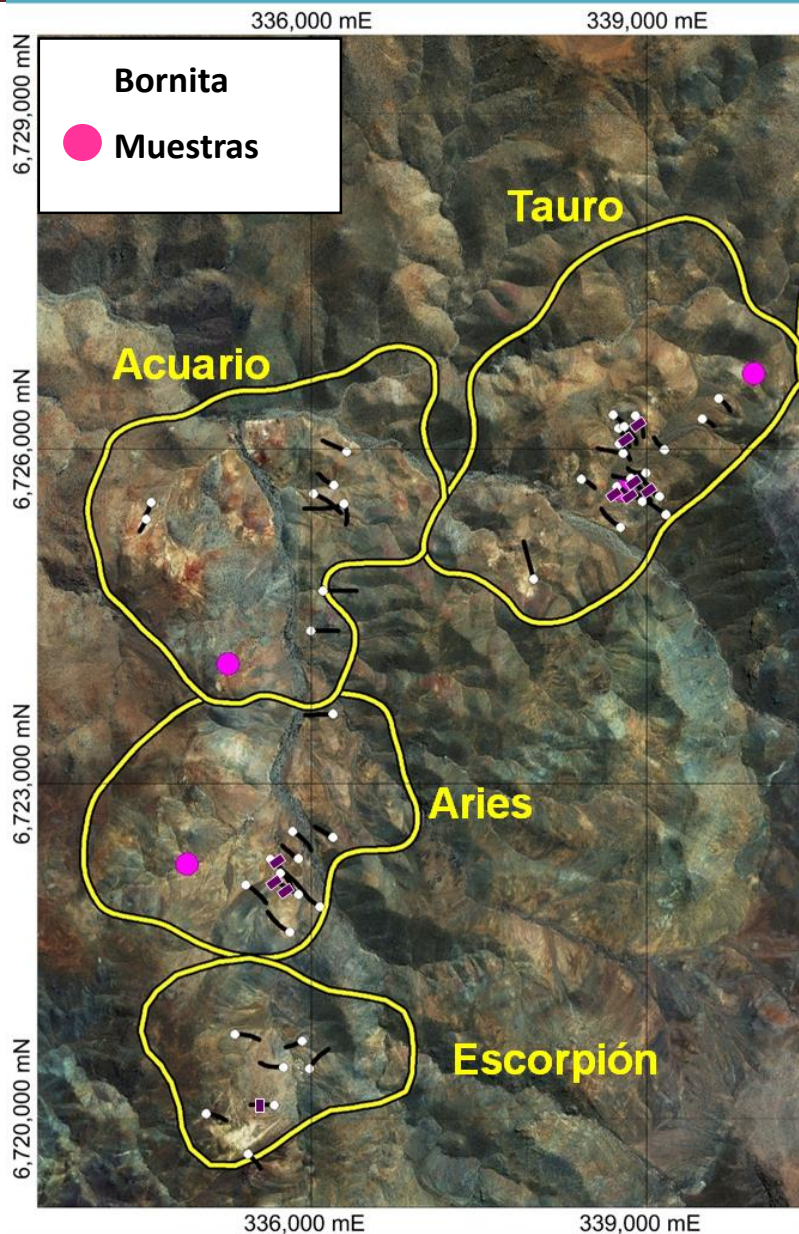 336,000 mE
339,000 mE
6,729,000 mN
Bornita
Muestras
Tauro
Acuario
6,726,000 mN
6,723,000 mN
Aries
Escorpión
6,720,000 mN
336,000 mE
339,000 mE